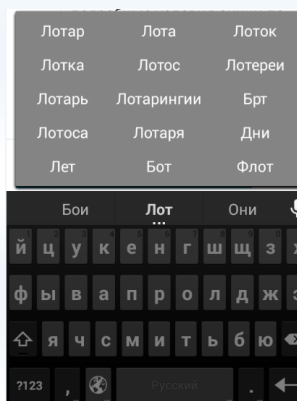 Лотар Лота Лоток
Лотка Лотос Лотереи
Лотарь Лотарингии Брт
Лотоса Лотаря Дни
Лет Бот Флот
Бои Лот Они
й ц у к е н г ш щ з х
ф ы в а п р о л д ж
я ч с м и т ь б ю
?123 , Русский .